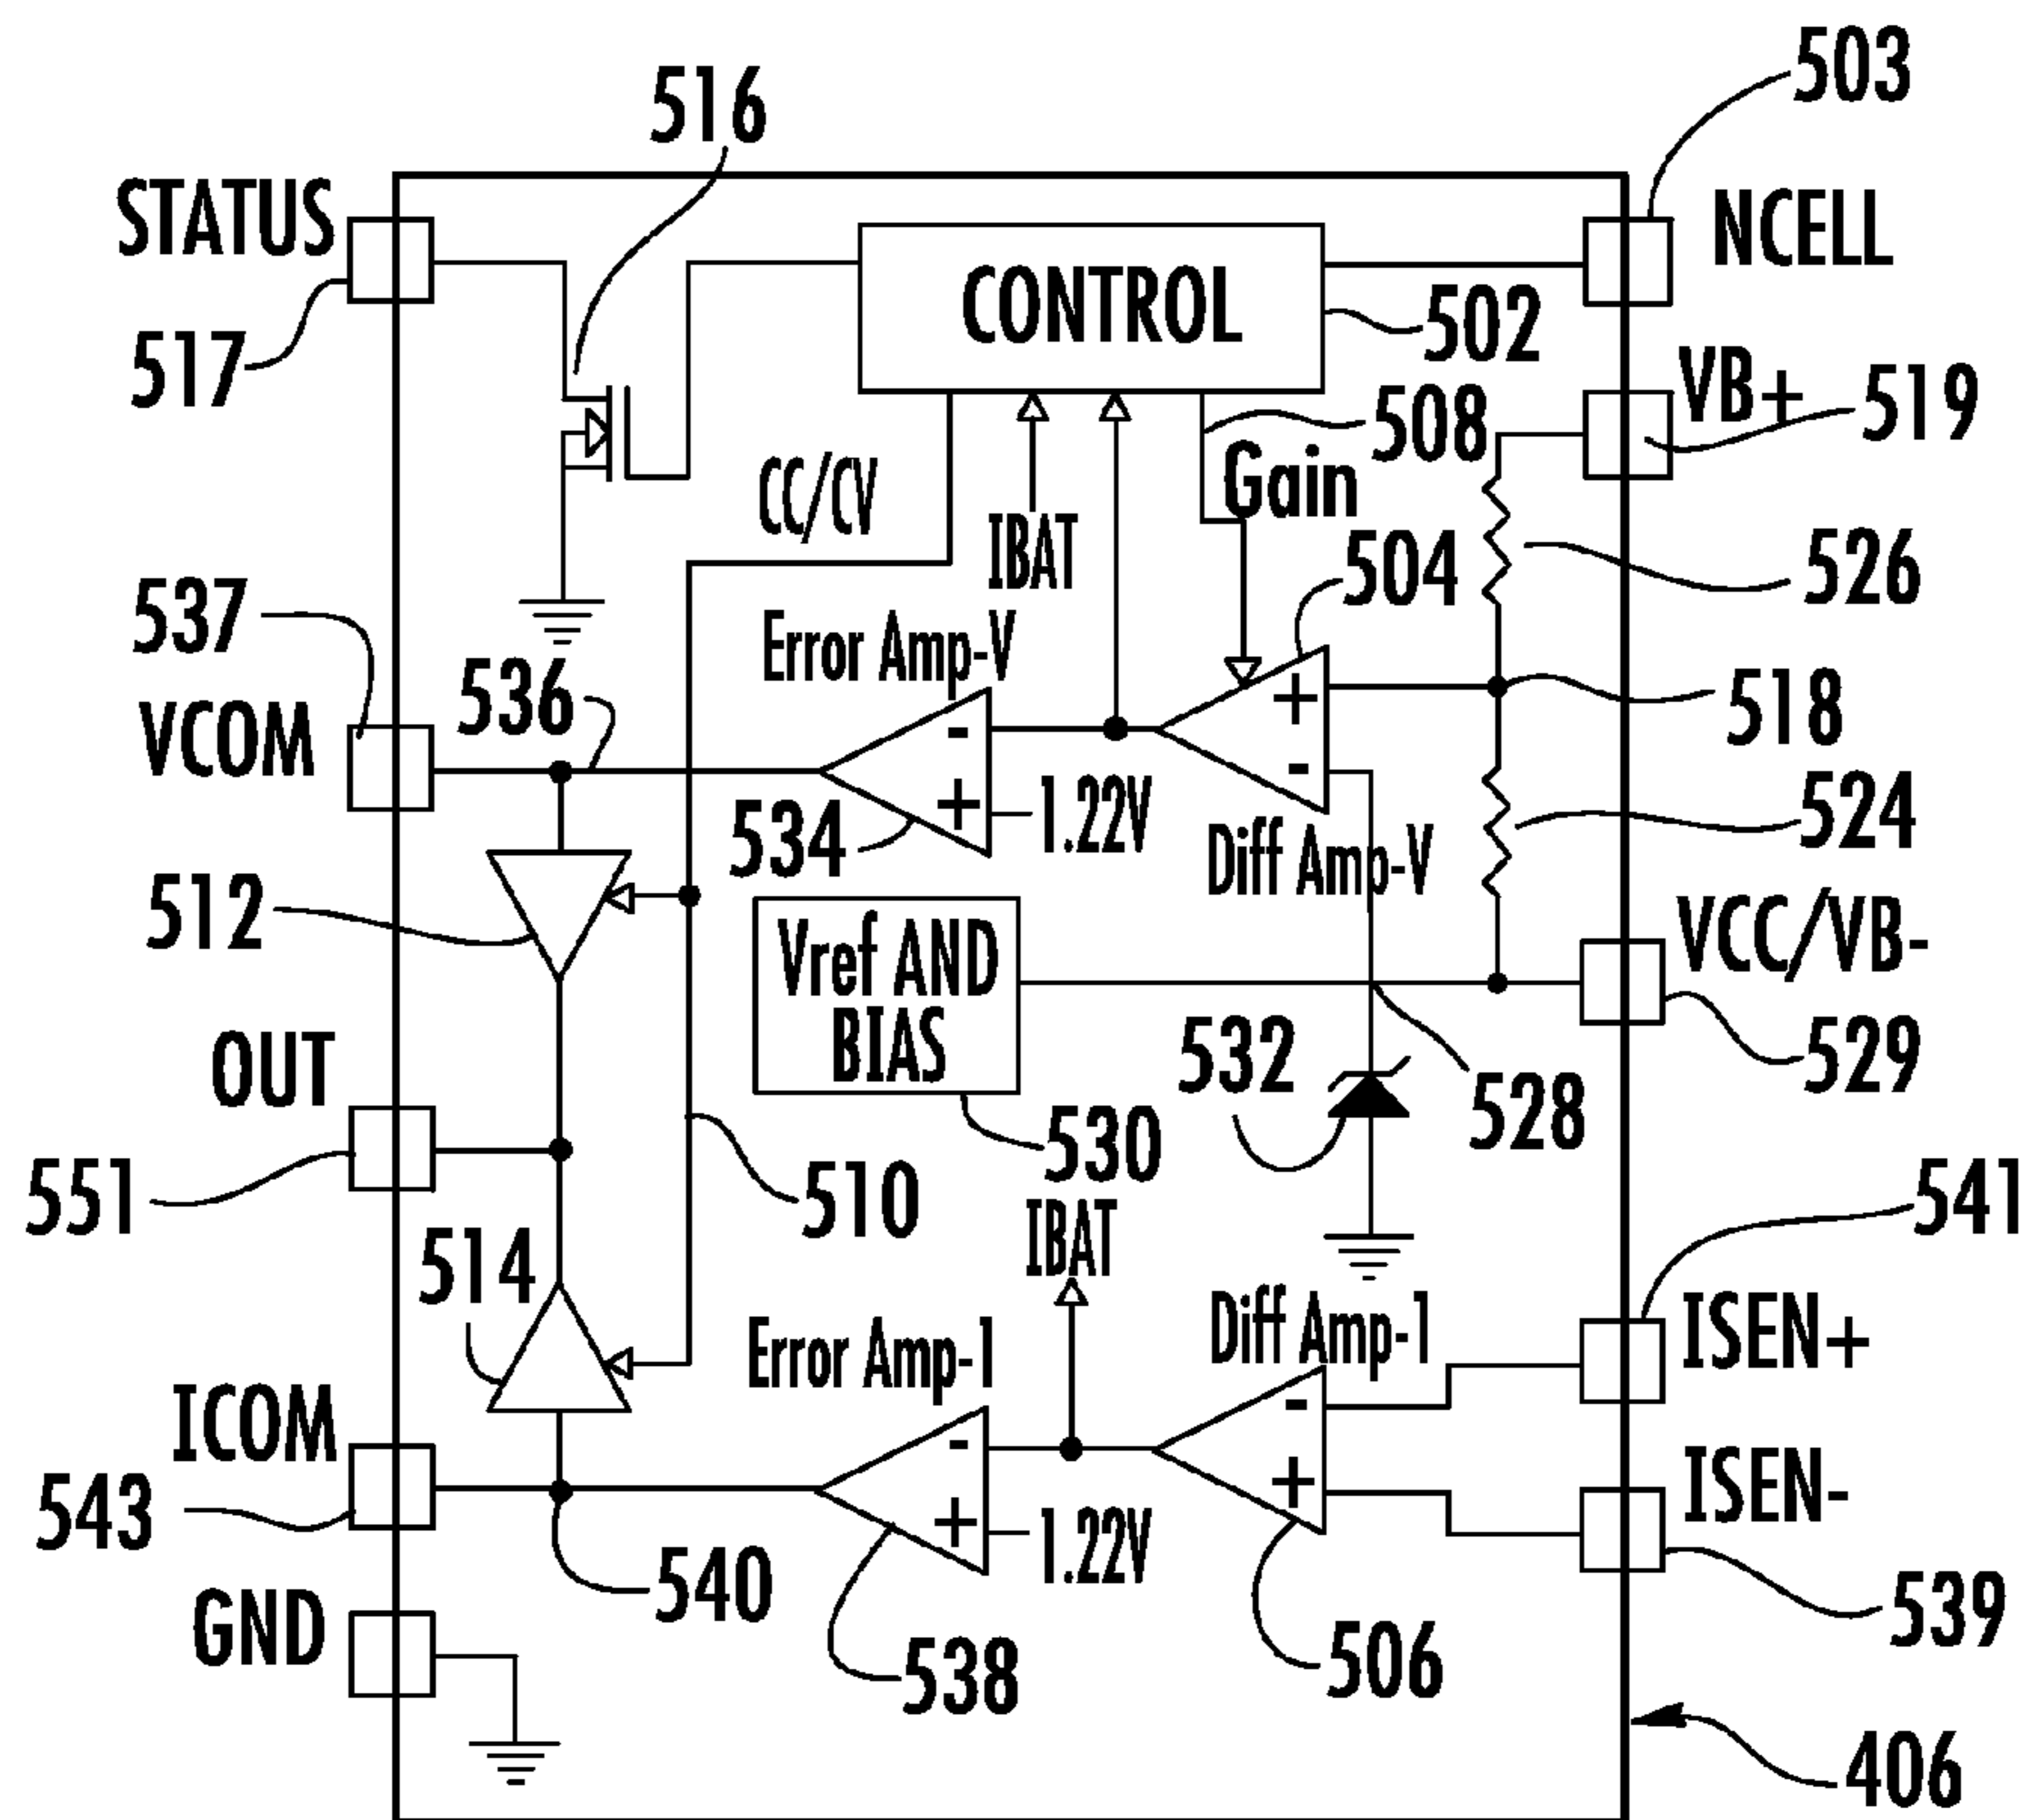 503
516
STATUS
NCELL
CONTROL
502
517
VB+
519
508
Gain
CC/CV
IBAT
504
526
537
Error Amp-V
536
518
VCOM
-
+
+
-
1.22V
534
524
Diff Amp-V
512
Vref AND
BIAS
VCC/VB-
OUT
532
528
529
530
551
510
541
IBAT
514
Diff Amp-1
ISEN+
Error Amp-1
ICOM
-
+
-
+
ISEN-
543
1.22V
540
539
GND
538
506
406